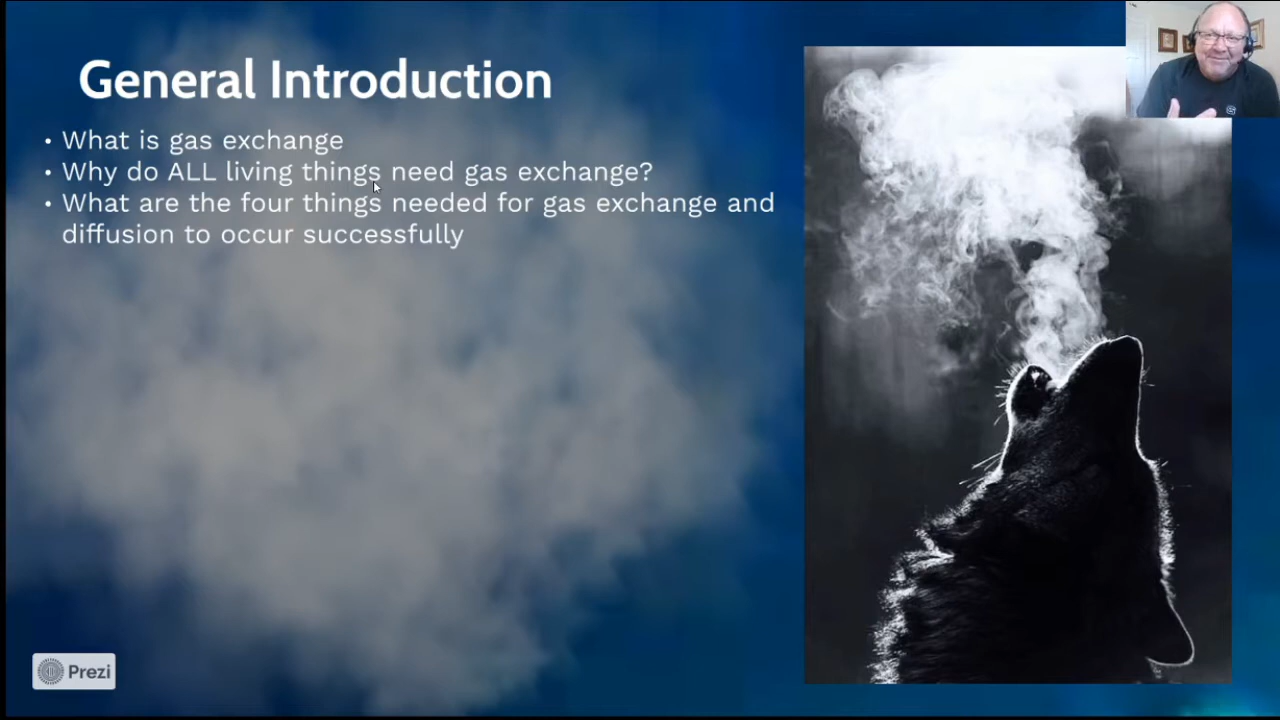 General Introduction
• What is gas exchange
• Why do ALL living things need gas exchange?
• What are the four things needed for gas exchange and
diffusion to occur successfully
Prezi